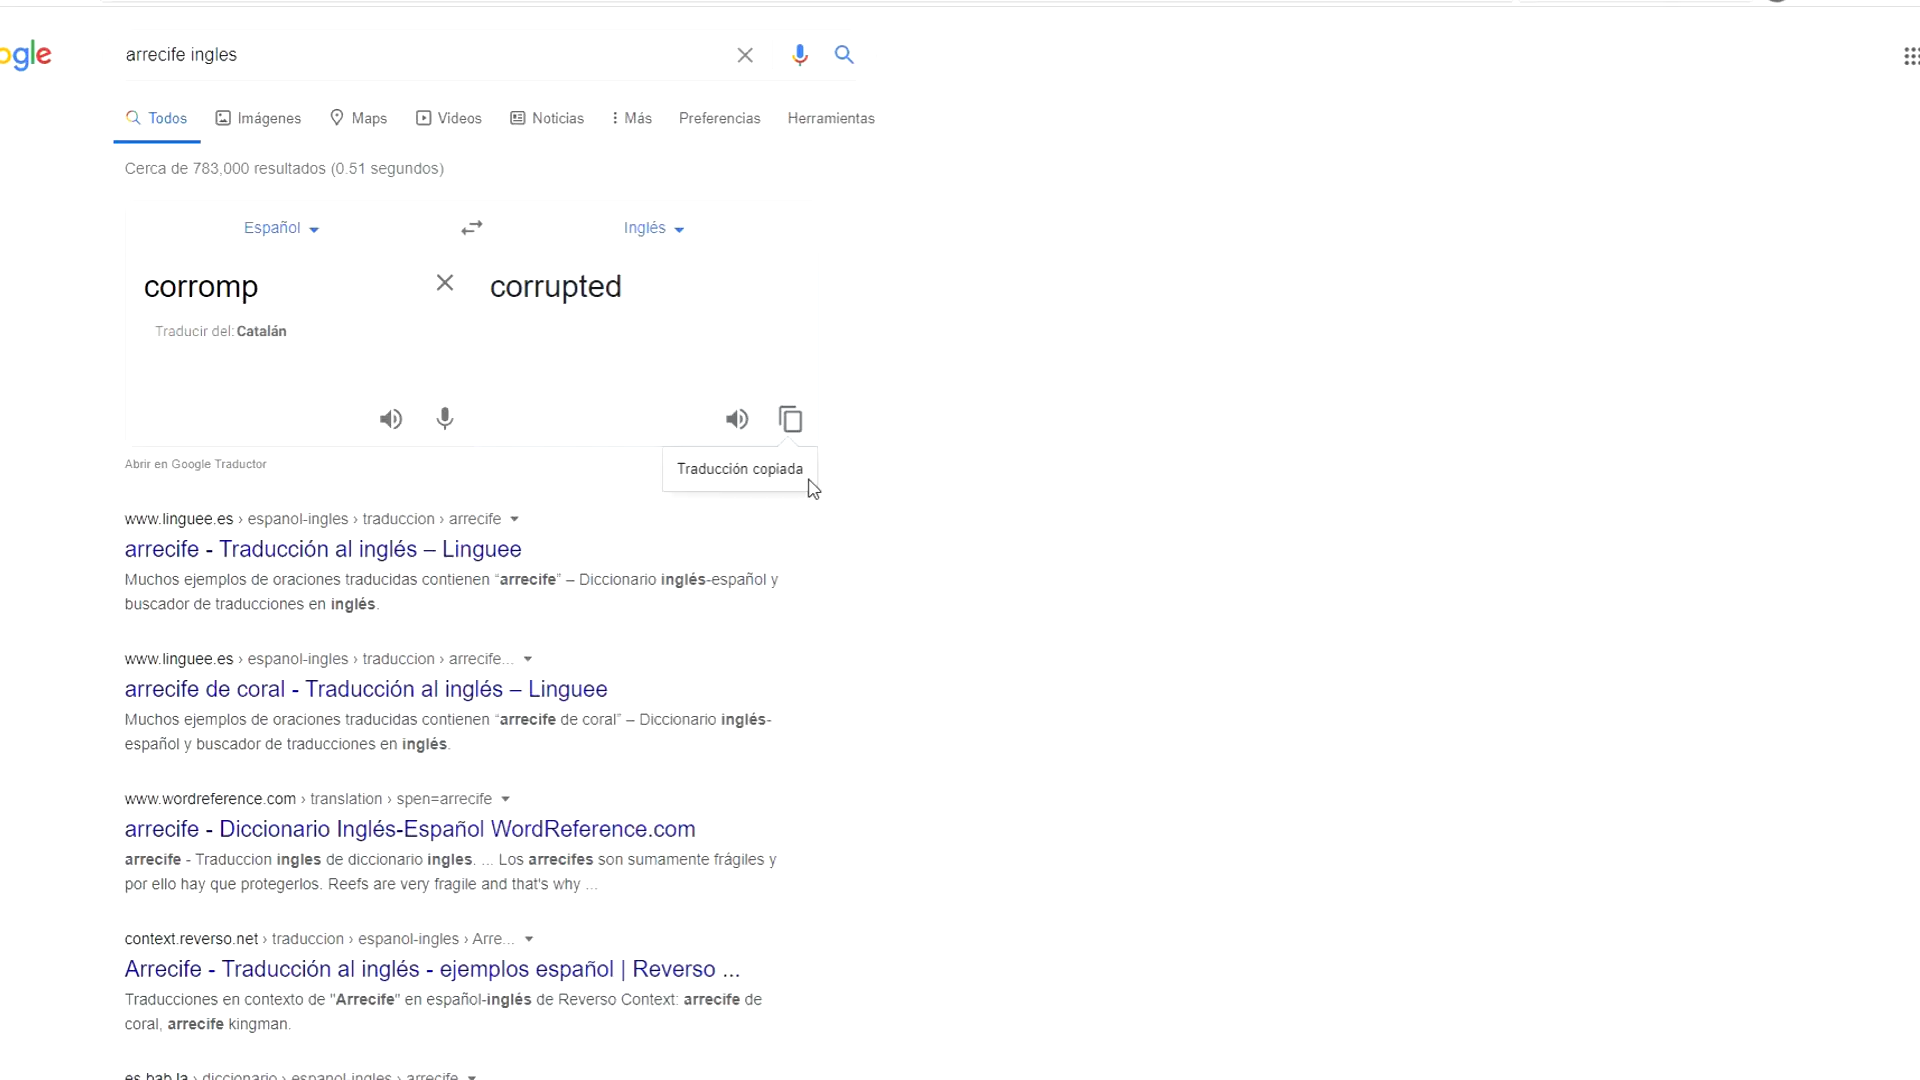 ogle
arrecife ingles
Todos Imágenes Maps Videos Noticias Más Preferencias Herramientas
Cerca de 783,000 resultados (0.51 segundos)
Español Inglés
corromp corrupted
Traducir del: Catalán
Abrir en Google Traductor
Traducción copiada
www.linguee.es › espanol-ingles › traduccion › arrecife
arrecife - Traducción al inglés – Linguee
Muchos ejemplos de oraciones traducidas contienen “arrecife” – Diccionario inglés-español y
buscador de traducciones en inglés.
www.linguee.es › espanol-ingles › traduccion › arrecife...
arrecife de coral - Traducción al inglés – Linguee
Muchos ejemplos de oraciones traducidas contienen “arrecife de coral” – Diccionario inglés-
español y buscador de traducciones en inglés.
www.wordreference.com › translation › spen=arrecife
arrecife - Diccionario Inglés-Español WordReference.com
arrecife - Traduccion ingles de diccionario ingles. ... Los arrecifes son sumamente frágiles y
por ello hay que protegerlos. Reefs are very fragile and that's why ...
context.reverso.net › traduccion › espanol-ingles › Arre...
Arrecife - Traducción al inglés - ejemplos español | Reverso ...
Traducciones en contexto de "Arrecife" en español-inglés de Reverso Context: arrecife de
coral, arrecife kingman.
es.bab.la › diccionario › espanol-ingles › arrecife